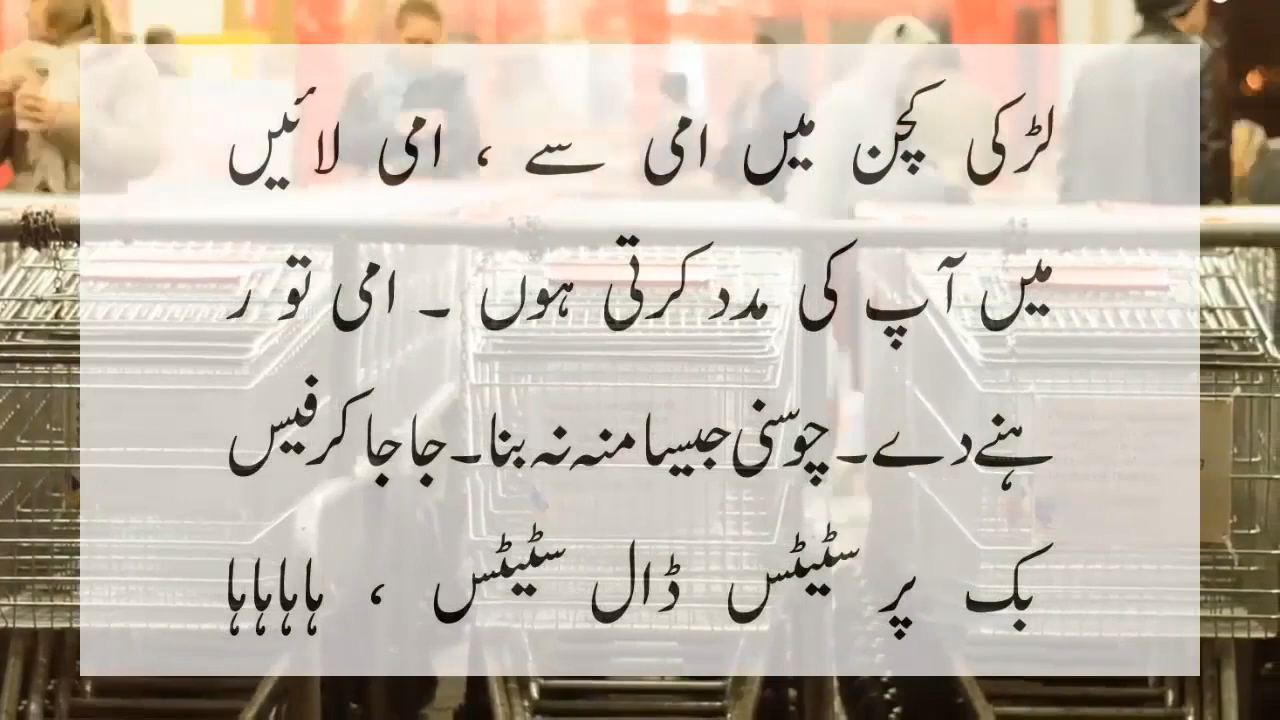 لڑکی کچن میں امی سے ، امی لائیں
میں آپ کی مدد کرتی ہوں ۔ امی تو ر
ہنے دے۔ چوسنی جیسا منہ نہ بنا۔ جا جا کر فیس
بک پر سٹیٹس ڈال سٹیٹس ، ہاہاہاہا